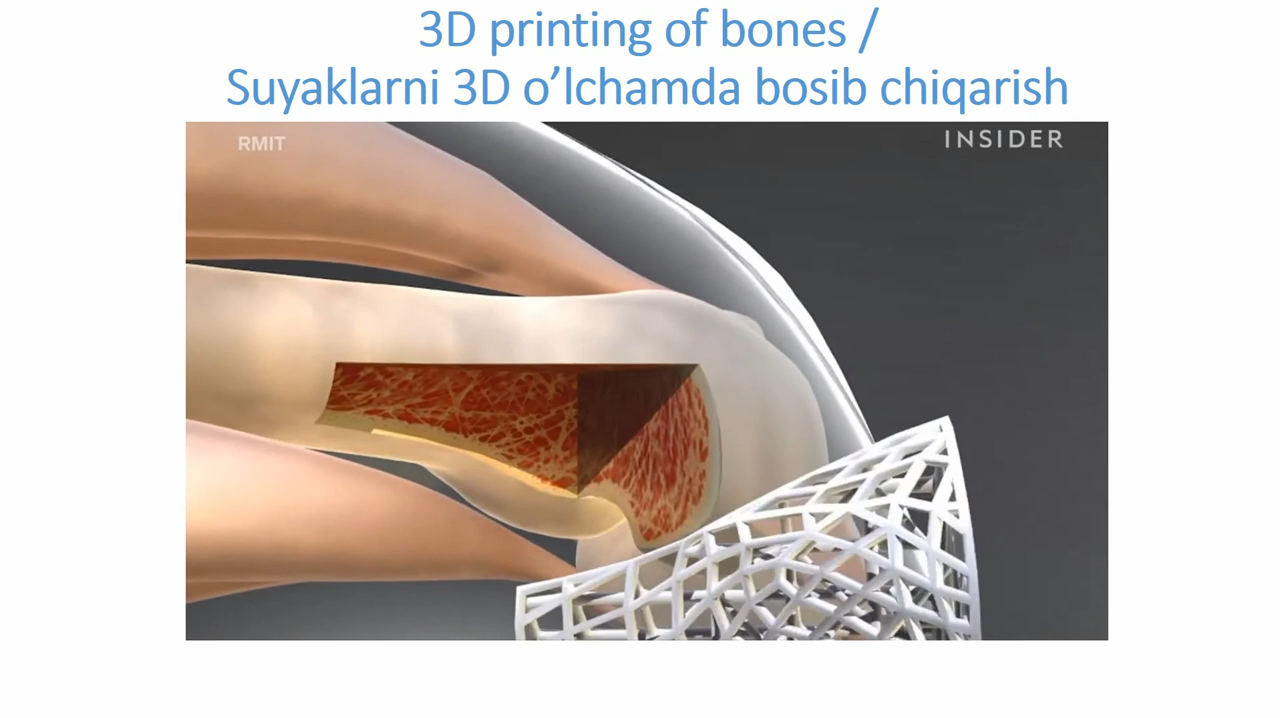 3D printing of bones /
Suyaklarni 3D o’lchamda bosib chiqarish
RMIT
INSIDER